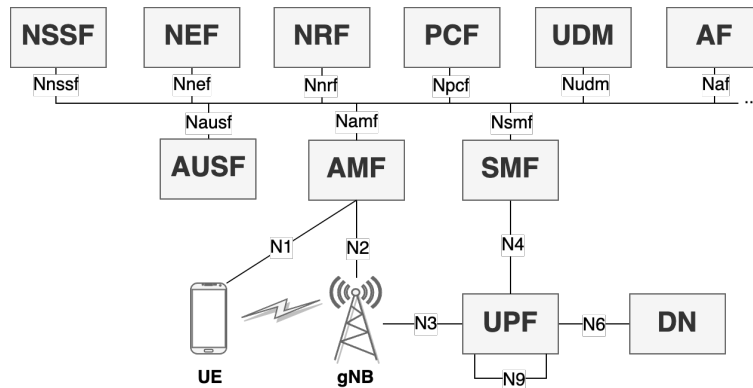 NSSF NEF NRF PCF UDM AF
Nnssf Nnef Nnrf Npcf Nudm Naf
...
Nausf Namf Nsmf
AUSF AMF SMF
N1 N2 N4
N3 UPF N6 DN
UE gNB N9